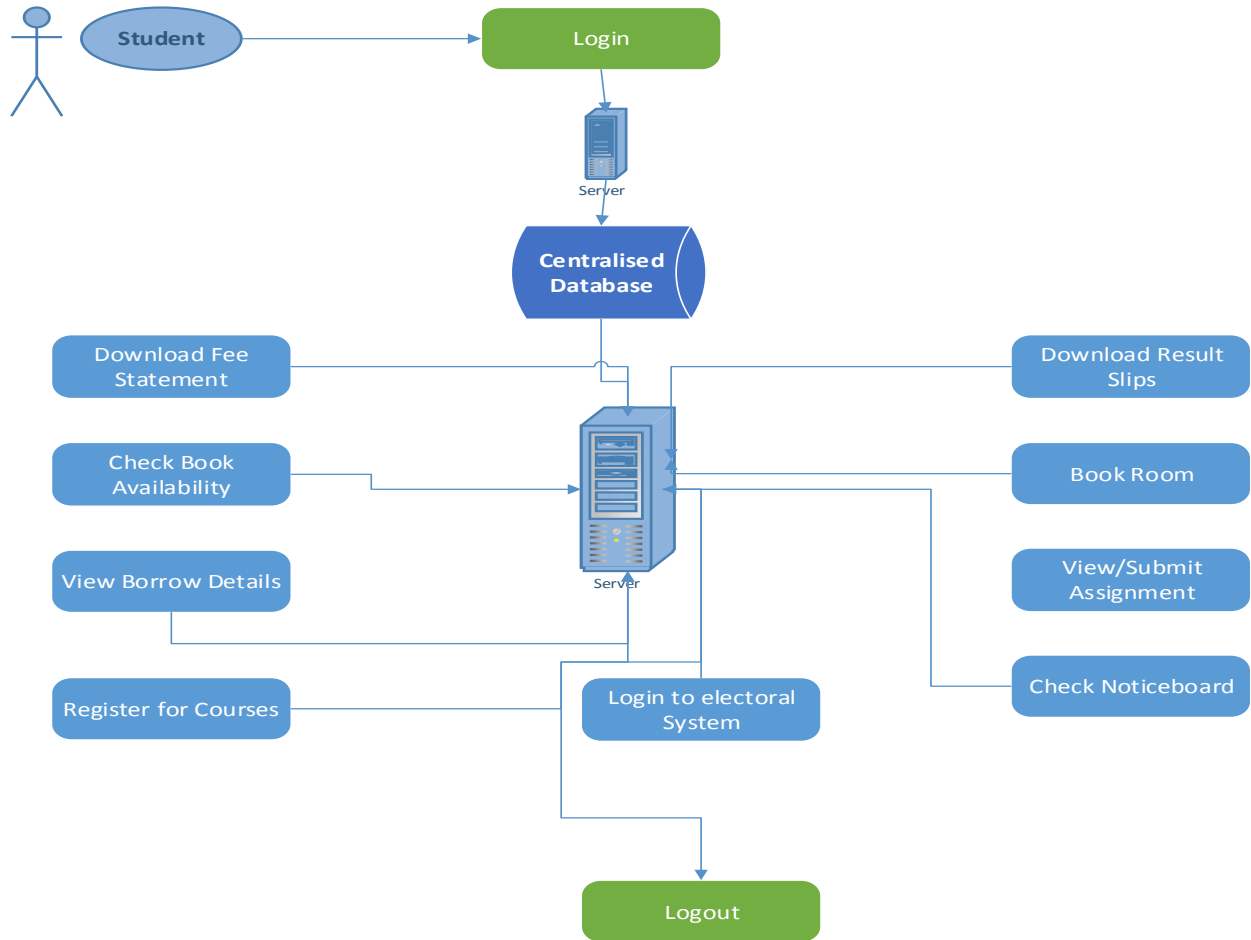 Student
Login
Server
Centralised
Database
Download Fee
Statement
Download Result
Slips
Check Book
Availability
Book Room
View Borrow Details
Server
View/Submit
Assignment
Register for Courses
Login to electoral
System
Check Noticeboard
Logout